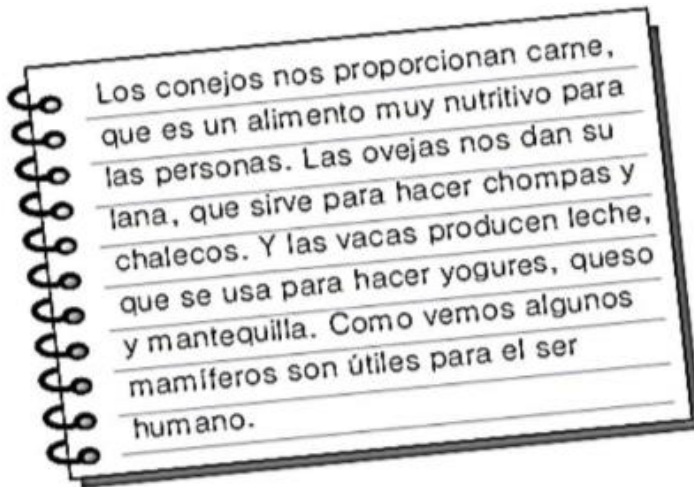 Los conejos nos proporcionan carne,
que es un alimento muy nutritivo para
las personas. Las ovejas nos dan su
lana, que sirve para hacer chompas y
chalecos. Y las vacas producen leche,
que se usa para hacer yogures, queso
y mantequilla. Como vemos algunos
mamíferos son útiles para el ser
humano.